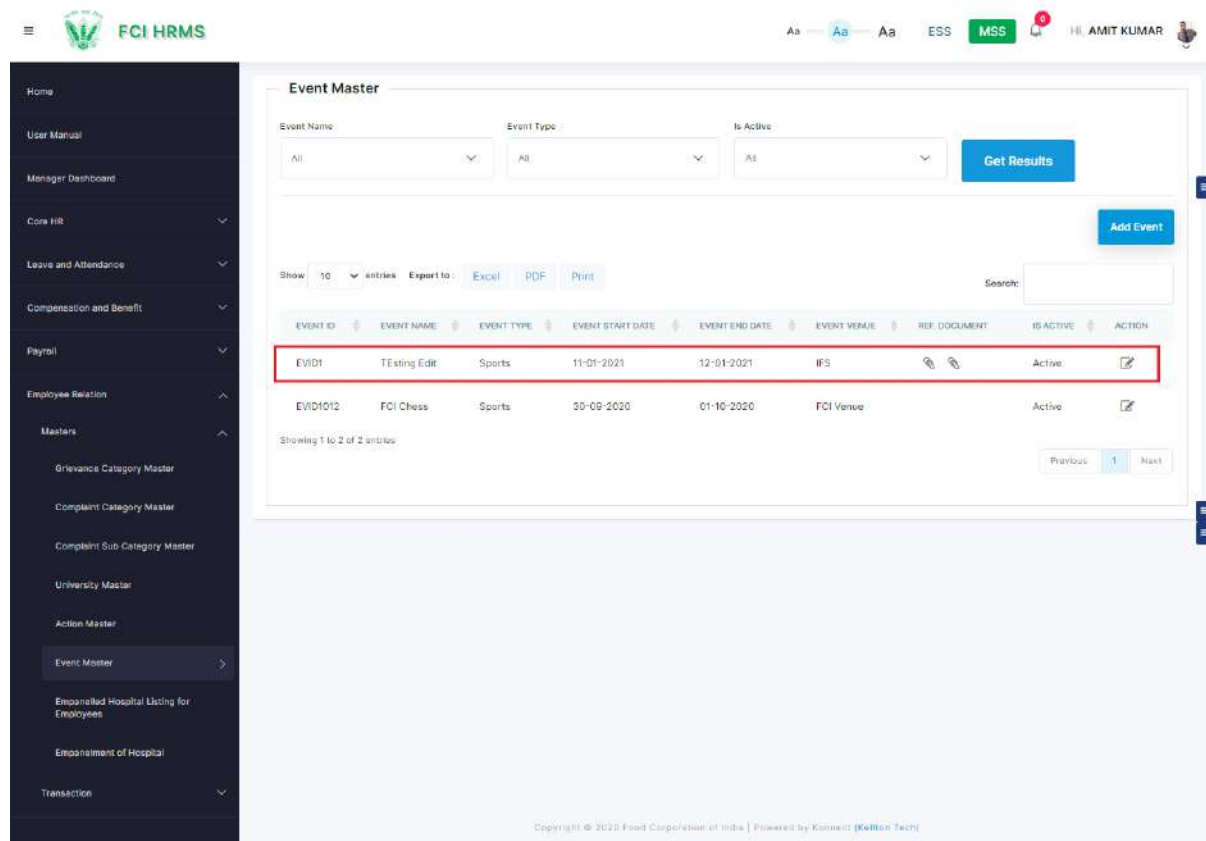 FCI HRMS
Aa Aa Aa ESS MSS 0 Hi, AMIT KUMAR
Home
User Manual
Manager Dashboard
Core HR
Leave and Attendance
Compensation and Benefit
Payroll
Employee Relation
Masters
Grievance Category Master
Complaint Category Master
Complaint Sub Category Master
University Master
Action Master
Event Master
Empanelled Hospital Listing for
Employees
Empanelment of Hospital
Transaction
Event Master
Event Name Event Type Is Active
All All All Get Results
Add Event
Show 10 entries Export to : Excel PDF Print Search:
EVENT ID EVENT NAME EVENT TYPE EVENT START DATE EVENT END DATE EVENT VENUE REF. DOCUMENT IS ACTIVE ACTION
EVID1 TEsting Edit Sports 11-01-2021 12-01-2021 IFS Active
EVID1012 FCI Chess Sports 30-09-2020 01-10-2020 FCI Venue Active
Showing 1 to 2 of 2 entries
Previous 1 Next
Copyright © 2020 Food Corporation of India | Powered by (Kellton Tech)